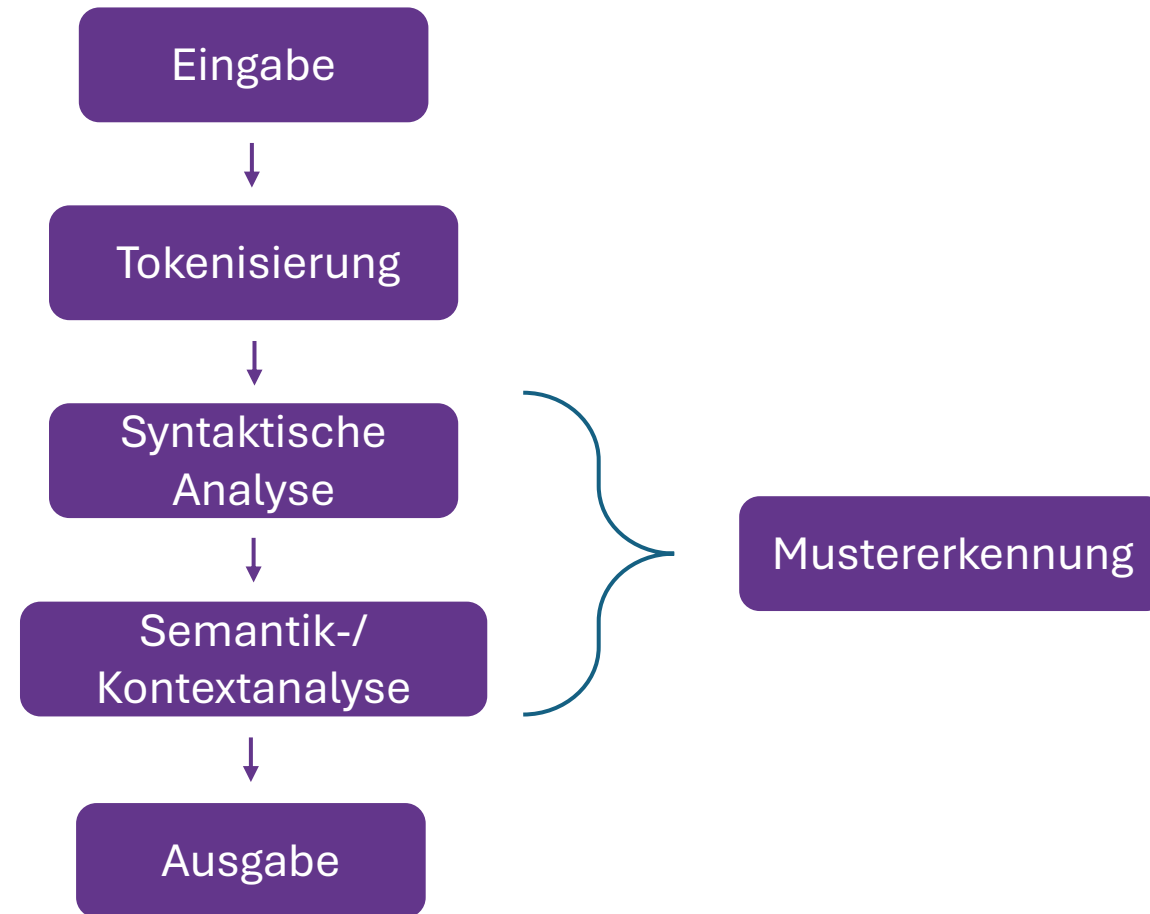 Eingabe
Tokenisierung
Syntaktische
Analyse
Semantik-/
Kontextanalyse
Ausgabe
Mustererkennung